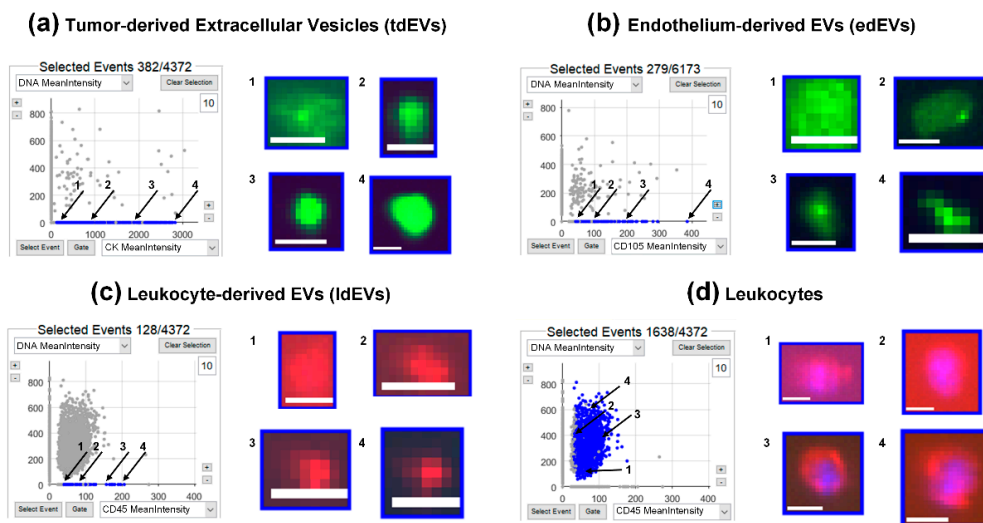 (a) Tumor-derived Extracellular Vesicles (tdEVs)
Selected Events 382/4372
DNA MeanIntensity
Clear Selection
10
+
-
800
600
400
200
0
0 1000 2000 3000
1 2 3 4
+
-
Select Event Gate CK MeanIntensity
1 2
3 4
(b) Endothelium-derived EVs (edEVs)
Selected Events 279/6173
DNA MeanIntensity
Clear Selection
10
+
-
800
600
400
200
0
0 100 200 300 400
1 2 3 4
+
-
Select Event Gate CD105 MeanIntensity
1 2
3 4
(c) Leukocyte-derived EVs (ldEVs)
Selected Events 128/4372
DNA MeanIntensity
Clear Selection
10
+
-
800
600
400
200
0
0 100 200 300 400
1 2 3 4
+
-
Select Event Gate CD45 MeanIntensity
1 2
3 4
(d) Leukocytes
Selected Events 1638/4372
DNA MeanIntensity
Clear Selection
10
+
-
800
600
400
200
0
0 100 200 300 400
4
2
3
1
+
-
Select Event Gate CD45 MeanIntensity
1 2
3 4